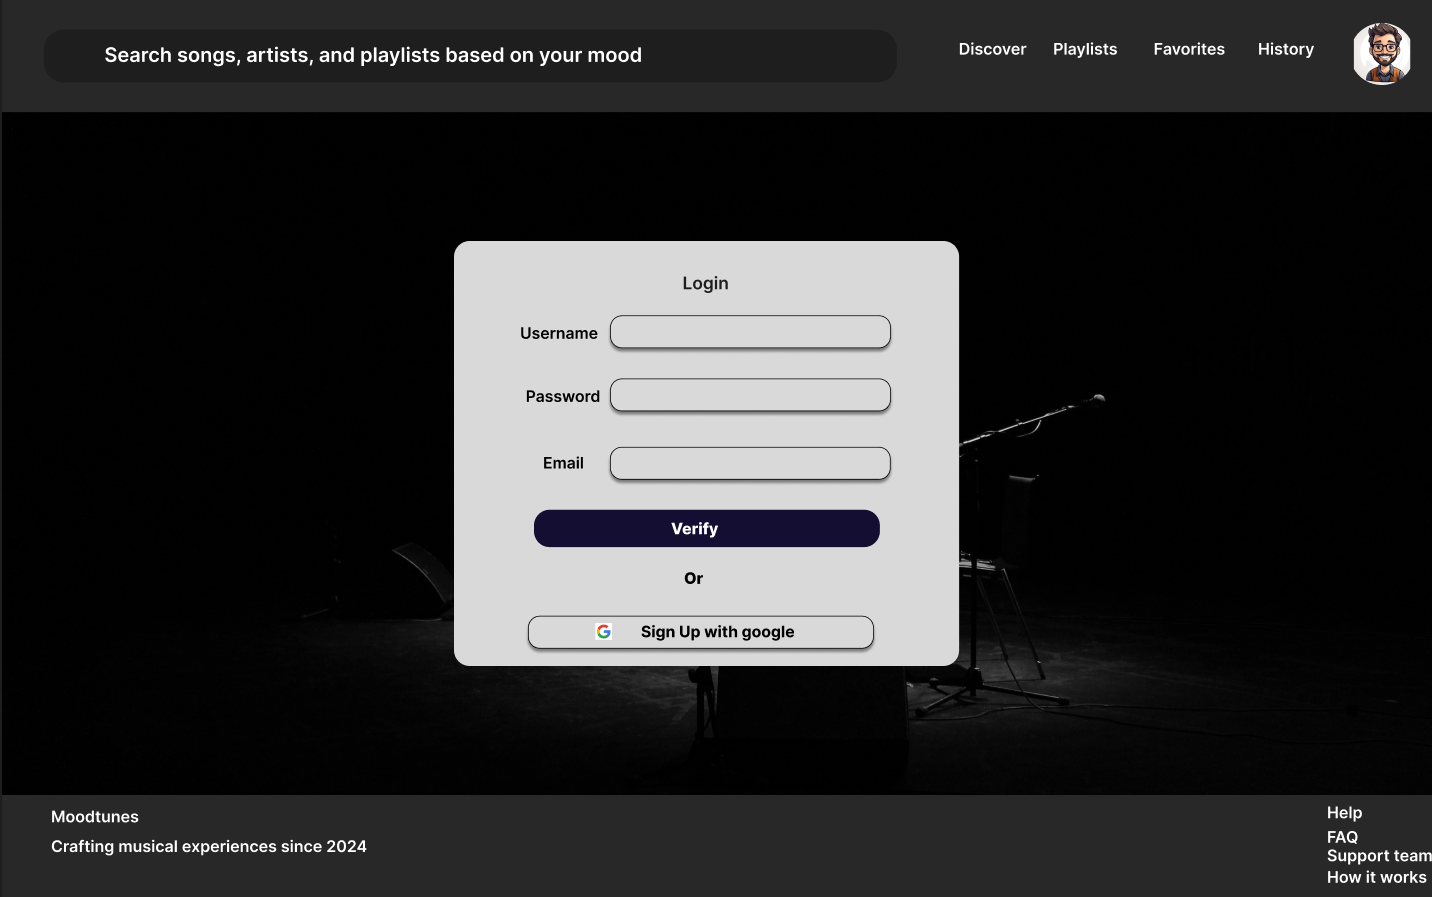 Search songs, artists, and playlists based on your mood
Discover
Playlists
Favorites
History
Login
Username
Password
Email
Verify
Or
Sign Up with google
Moodtunes
Crafting musical experiences since 2024
Help
FAQ
Support team
How it works